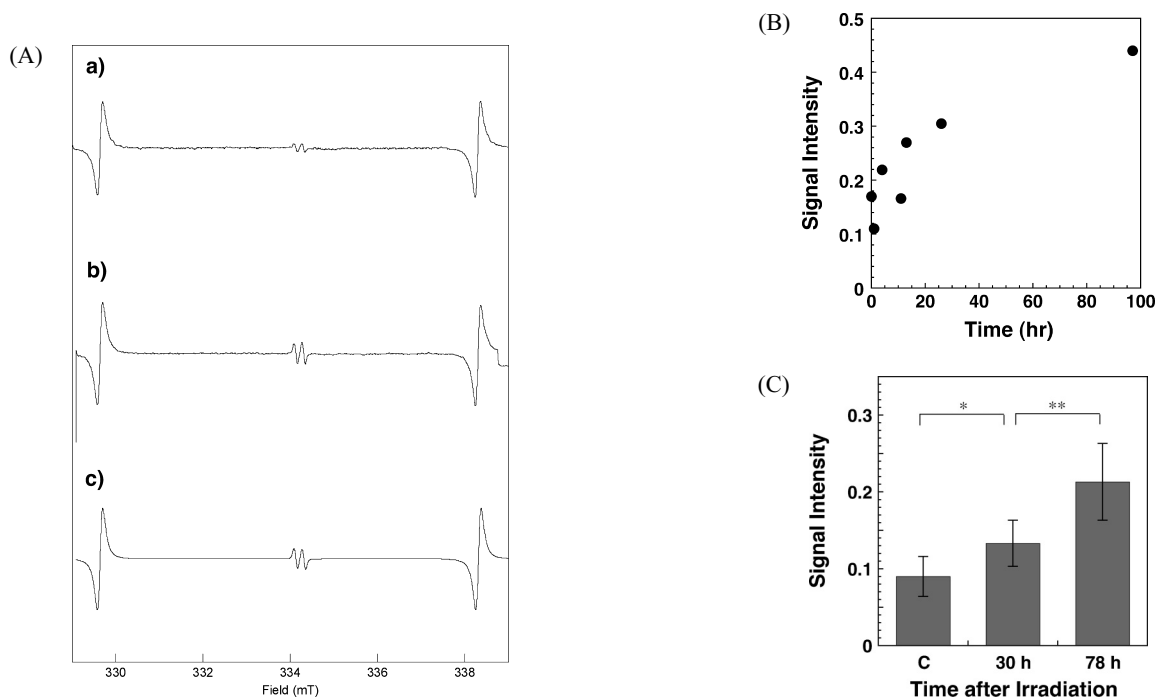 (A)
a)
b)
c)
330 332 334 336 338
Field (mT)
(B)
0.5
0.4
0.3
0.2
0.1
0
Signal Intensity
0 20 40 60 80 100
Time (hr)
(C)
* **
0.3
0.2
0.1
0
Signal Intensity
C 30 h 78 h
Time after Irradiation